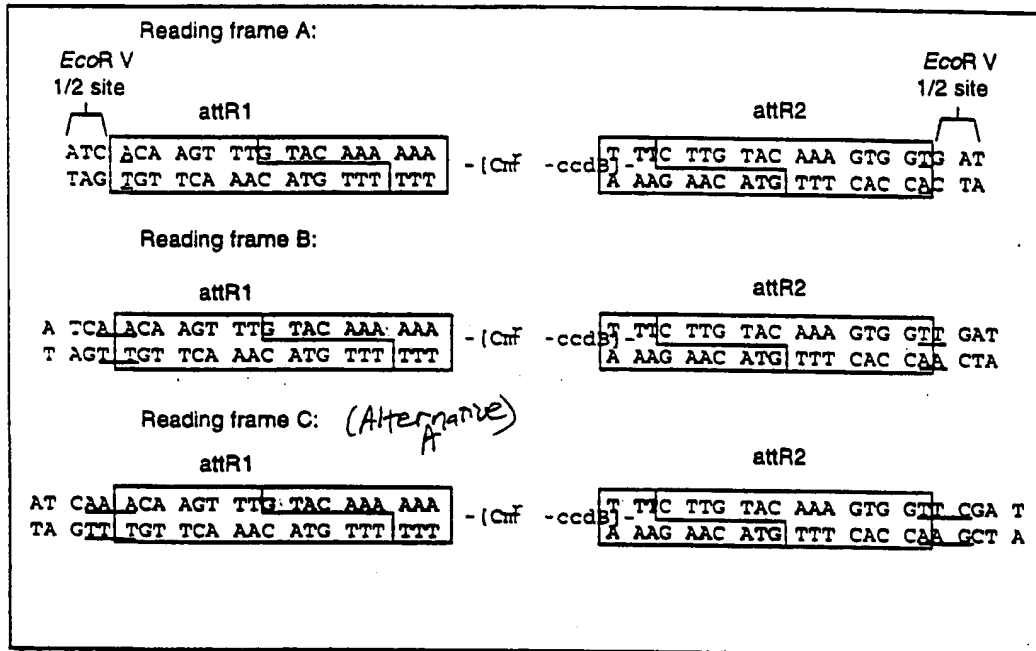 Reading frame A:
EcoR V EcoR V
1/2 site 1/2 site
attR1 attR2
ATC ACA AGT TTG TAC AAA AAA -[Cmr -ccdB]- T TTC TTG TAC AAA GTG GTG AT
TAG TGT TCA AAC ATG TTT TTT A AAG AAC ATG TTT CAC CAC TA
Reading frame B:
attR1 attR2
A TCA ACA AGT TTG TAC AAA AAA -[Cmr -ccdB]- T TTC TTG TAC AAA GTG GTT GAT
T AGT TGT TCA AAC ATG TTT TTT A AAG AAC ATG TTT CAC CAA CTA
Reading frame C: (Alternative A)
attR1 attR2
AT CAA ACA AGT TTG TAC AAA AAA -[Cmr -ccdB]- T TTC TTG TAC AAA GTG GTT CGA T
TA GTT TGT TCA AAC ATG TTT TTT A AAG AAC ATG TTT CAC CAA GCT A